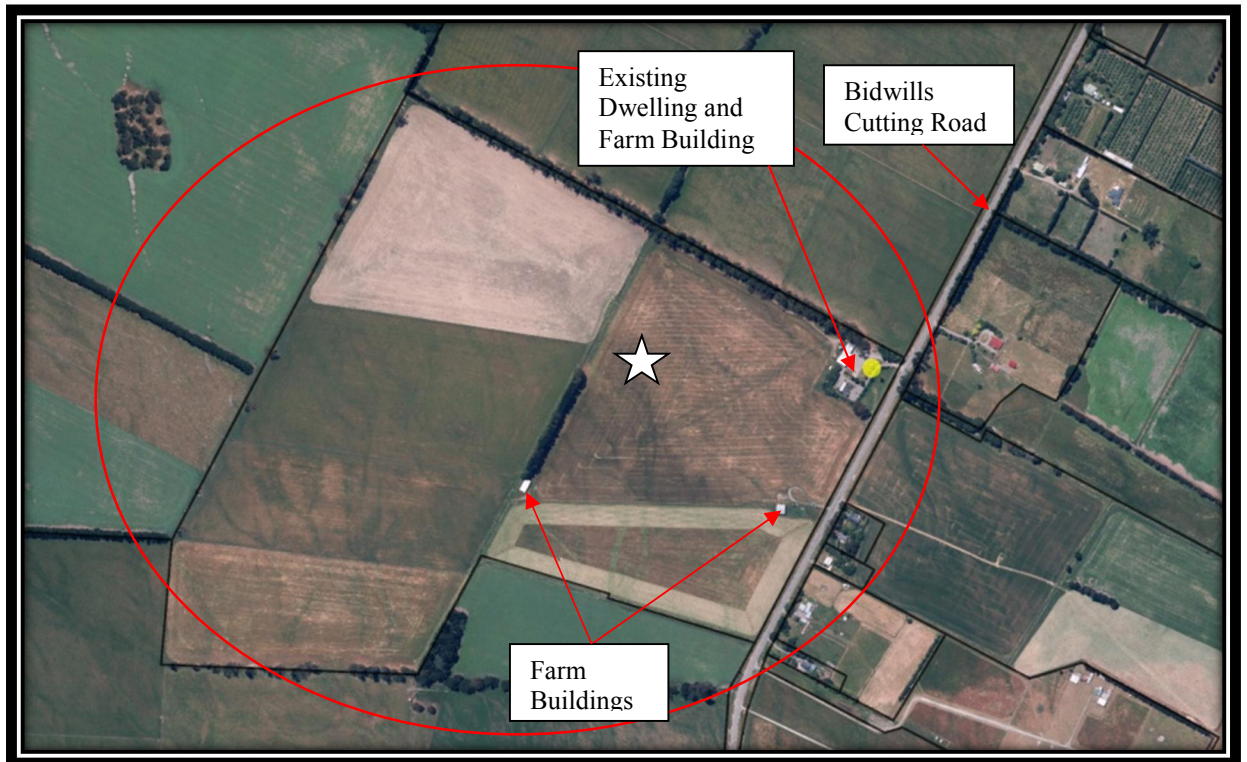 Existing
Dwelling and
Farm Building
Bidwills
Cutting Road
Farm
Buildings